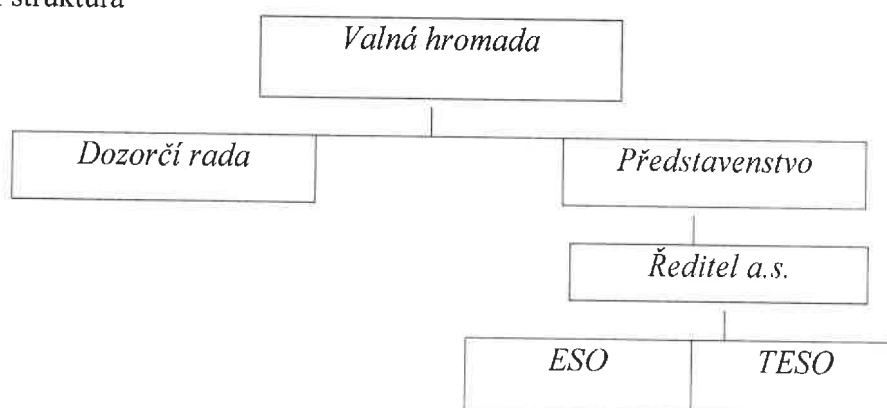 struktura
Valná hromada
Dozorčí rada
Představenstvo
Ředitel a.s.
ESO
TESO